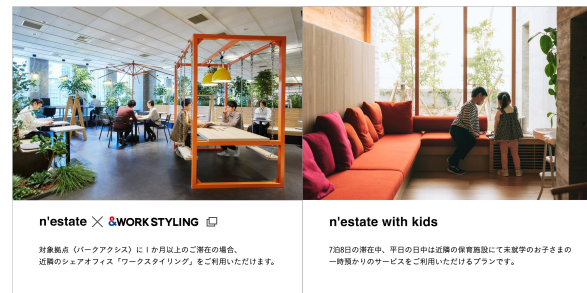 n'estate × &WORK STYLING
対象拠点〈パークアクシス〉に1か月以上のご滞在の場合、
近隣のシェアオフィス「ワークスタイリング」をご利用いただけます。
n'estate with kids
7泊8日の滞在中、平日の日中は近隣の保育施設にて未就学のお子さまの
一時預かりのサービスをご利用いただけるプランです。